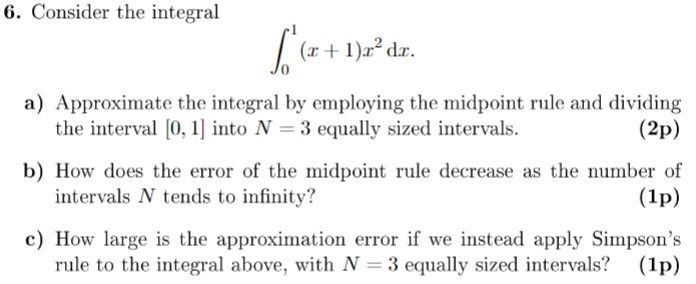 6. Consider the integral
∫₀¹ (x + 1)x² dx.
a) Approximate the integral by employing the midpoint rule and dividing
the interval [0, 1] into N = 3 equally sized intervals. (2p)
b) How does the error of the midpoint rule decrease as the number of
intervals N tends to infinity? (1p)
c) How large is the approximation error if we instead apply Simpson's
rule to the integral above, with N = 3 equally sized intervals? (1p)